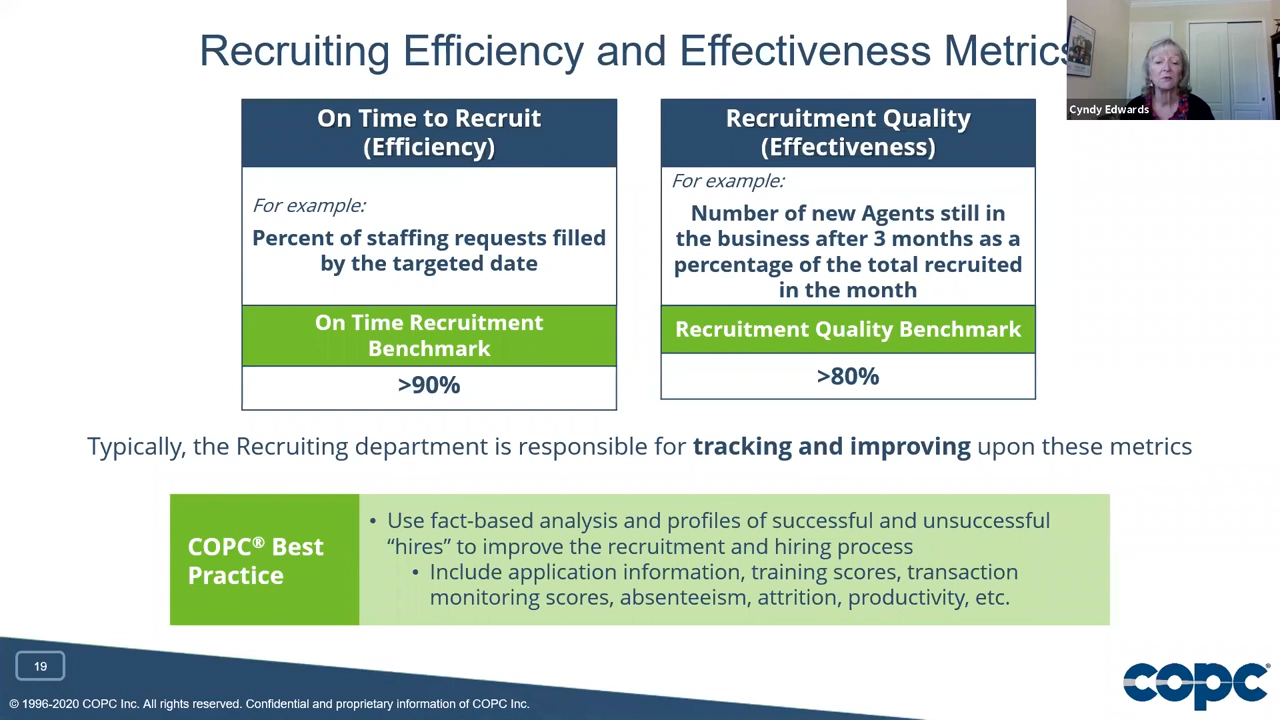 Recruiting Efficiency and Effectiveness Metrics
Cyndy Edwards
On Time to Recruit
(Efficiency)
For example:
Percent of staffing requests filled
by the targeted date
On Time Recruitment
Benchmark
>90%
Recruitment Quality
(Effectiveness)
For example:
Number of new Agents still in
the business after 3 months as a
percentage of the total recruited
in the month
Recruitment Quality Benchmark
>80%
Typically, the Recruiting department is responsible for tracking and improving upon these metrics
COPC® Best
Practice
• Use fact-based analysis and profiles of successful and unsuccessful
“hires” to improve the recruitment and hiring process
• Include application information, training scores, transaction
monitoring scores, absenteeism, attrition, productivity, etc.
19
© 1996-2020 COPC Inc. All rights reserved. Confidential and proprietary information of COPC Inc.
copc®